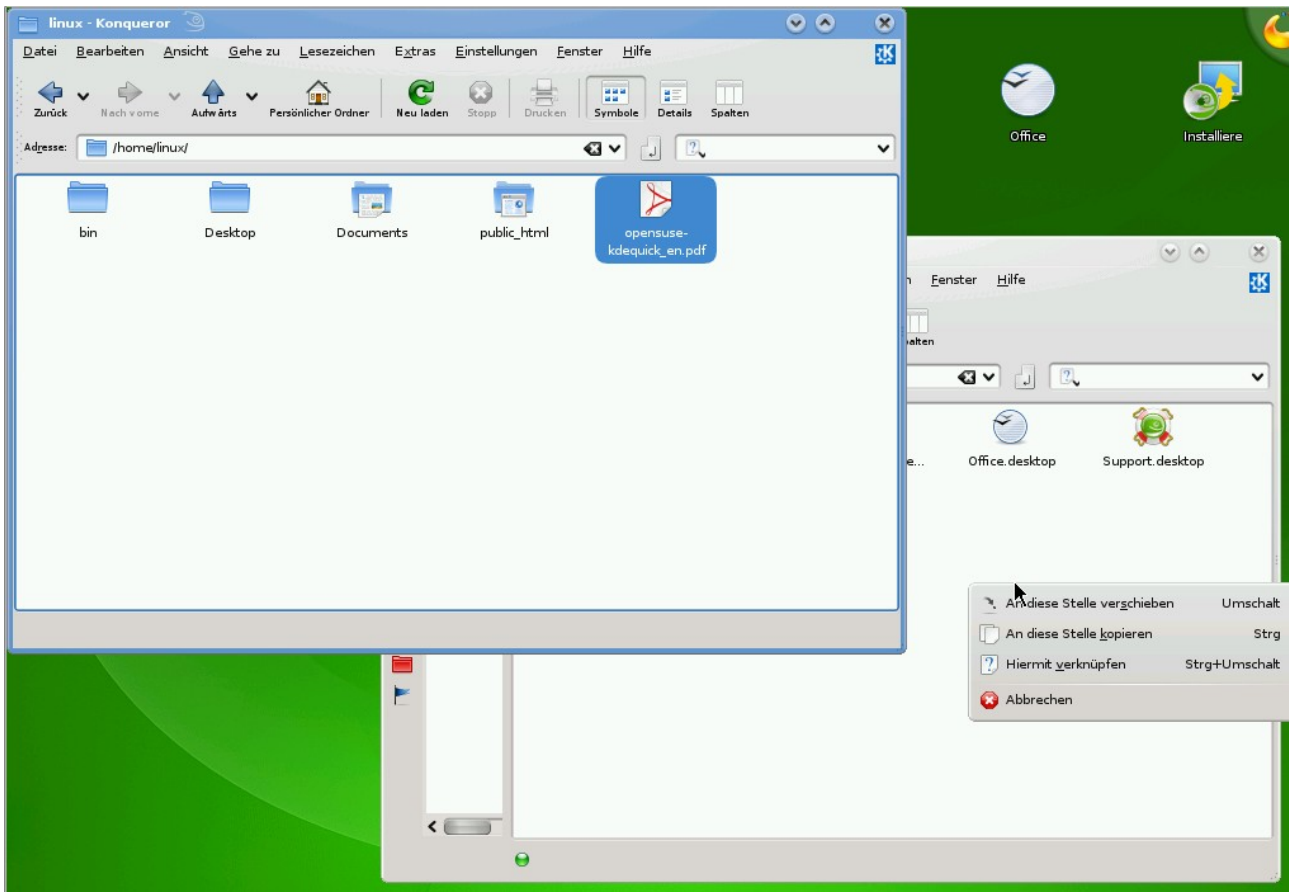 linux - Konqueror
Datei Bearbeiten Ansicht Gehe zu Lesezeichen Extras Einstellungen Fenster Hilfe
Zurück Nach vorne Aufwärts Persönlicher Ordner Neu laden Stopp Drucken Symbole Details Spalten
Adresse: /home/linux/
bin Desktop Documents public_html opensuse-
kdequick_en.pdf
Office Installiere
Fenster Hilfe
alten
e... Office.desktop Support.desktop
An diese Stelle verschieben Umschalt
An diese Stelle kopieren Strg
Hiermit verknüpfen Strg+Umschalt
Abbrechen